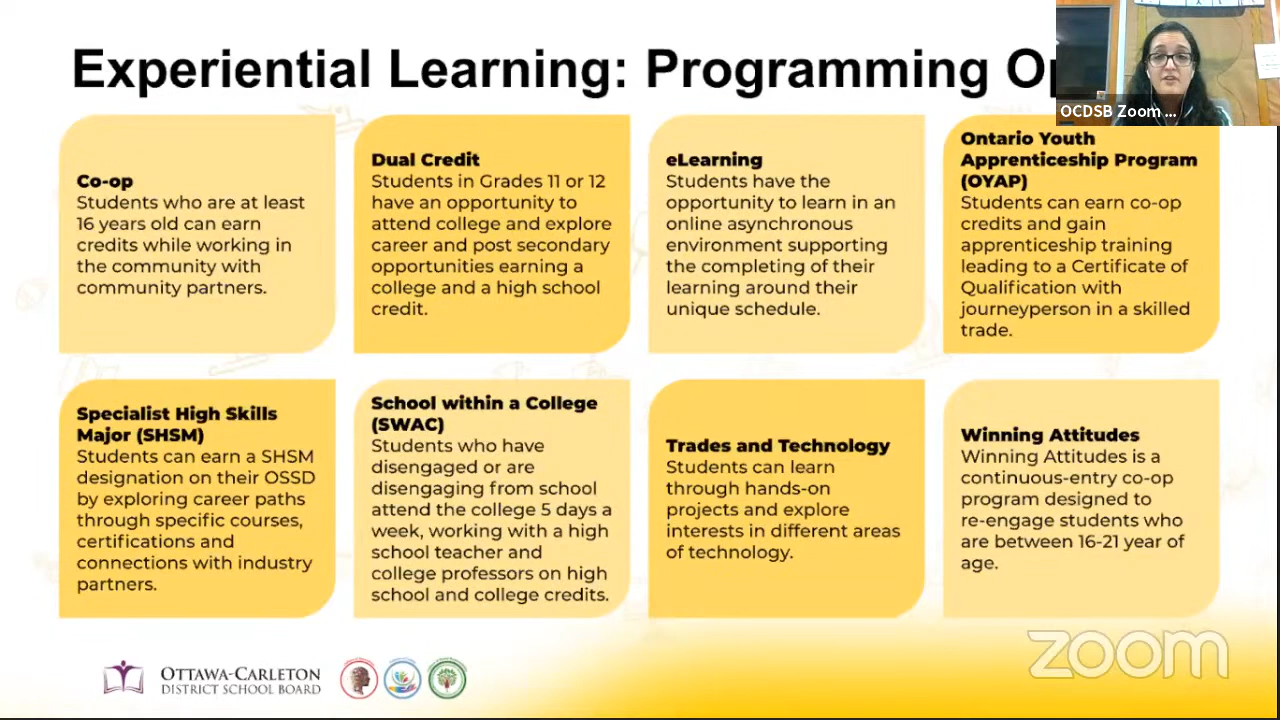 Experiential Learning: Programming
OCDSB Zoom ...
Co-op
Students who are at least
16 years old can earn
credits while working in
the community with
community partners.
Dual Credit
Students in Grades 11 or 12
have an opportunity to
attend college and explore
career and post secondary
opportunities earning a
college and a high school
credit.
eLearning
Students have the
opportunity to learn in an
online asynchronous
environment supporting
the completing of their
learning around their
unique schedule.
Ontario Youth
Apprenticeship Program
(OYAP)
Students can earn co-op
credits and gain
apprenticeship training
leading to a Certificate of
Qualification with
journeyperson in a skilled
trade.
Specialist High Skills
Major (SHSM)
Students can earn a SHSM
designation on their OSSD
by exploring career paths
through specific courses,
certifications and
connections with industry
partners.
School within a College
(SWAC)
Students who have
disengaged or are
disengaging from school
attend the college 5 days a
week, working with a high
school teacher and
college professors on high
school and college credits.
Trades and Technology
Students can learn
through hands-on
projects and explore
interests in different areas
of technology.
Winning Attitudes
Winning Attitudes is a
continuous-entry co-op
program designed to
re-engage students who
are between 16-21 year of
age.
OTTAWA-CARLETON
DISTRICT SCHOOL BOARD
zoom